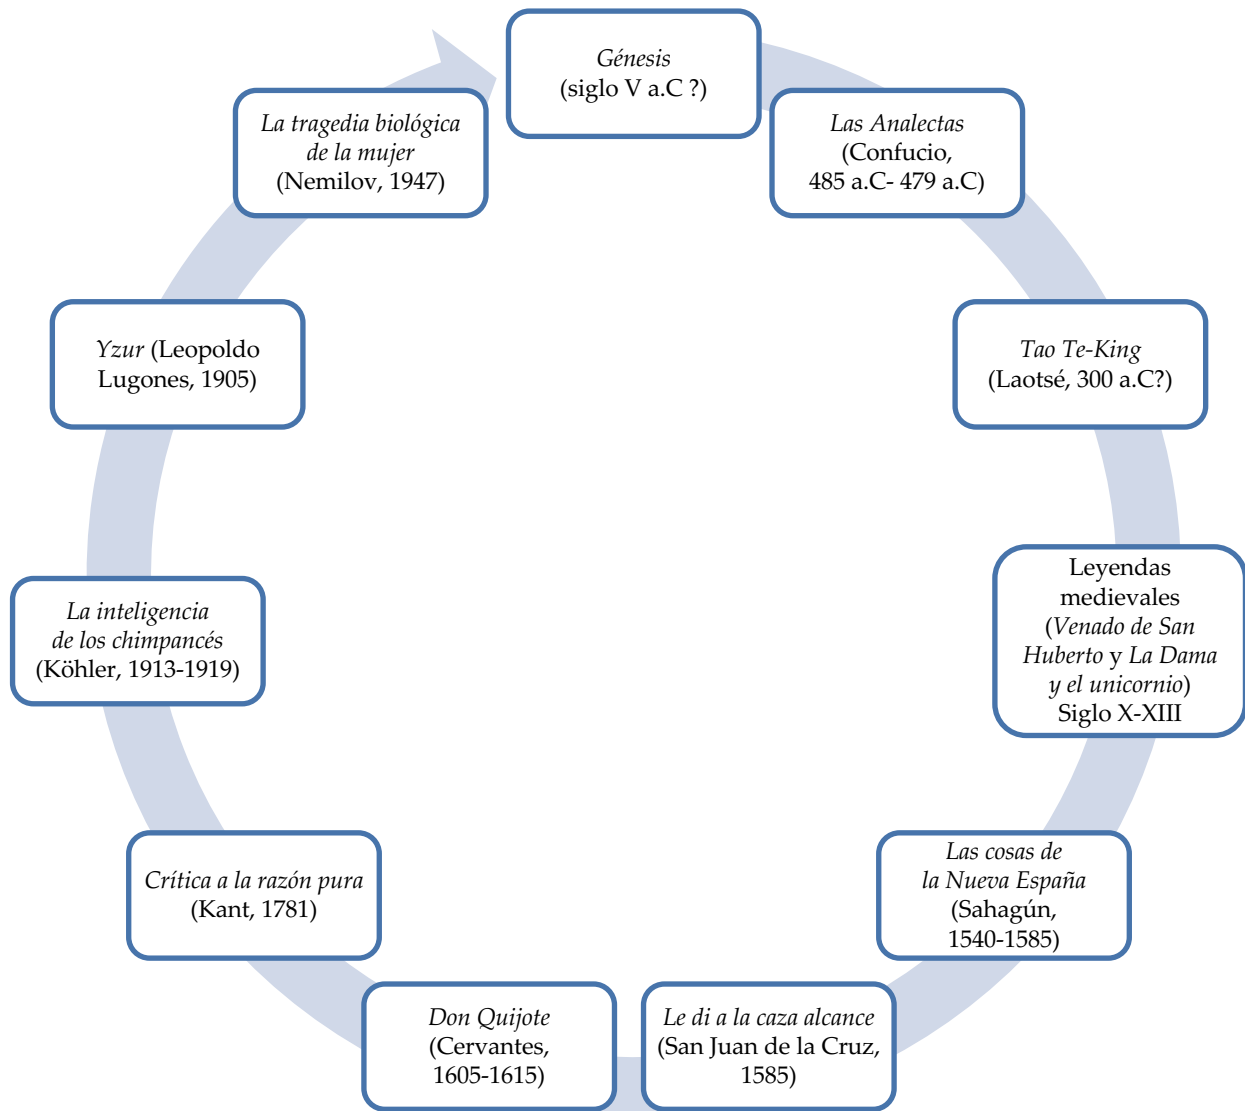 Génesis
(siglo V a.C ?)
Las Analectas
(Confucio,
485 a.C- 479 a.C)
Tao Te-King
(Laotsé, 300 a.C?)
Leyendas
medievales
(Venado de San
Huberto y La Dama
y el unicornio)
Siglo X-XIII
Las cosas de
la Nueva España
(Sahagún,
1540-1585)
Le di a la caza alcance
(San Juan de la Cruz,
1585)
Don Quijote
(Cervantes,
1605-1615)
Crítica a la razón pura
(Kant, 1781)
La inteligencia
de los chimpancés
(Köhler, 1913-1919)
Yzur (Leopoldo
Lugones, 1905)
La tragedia biológica
de la mujer
(Nemilov, 1947)